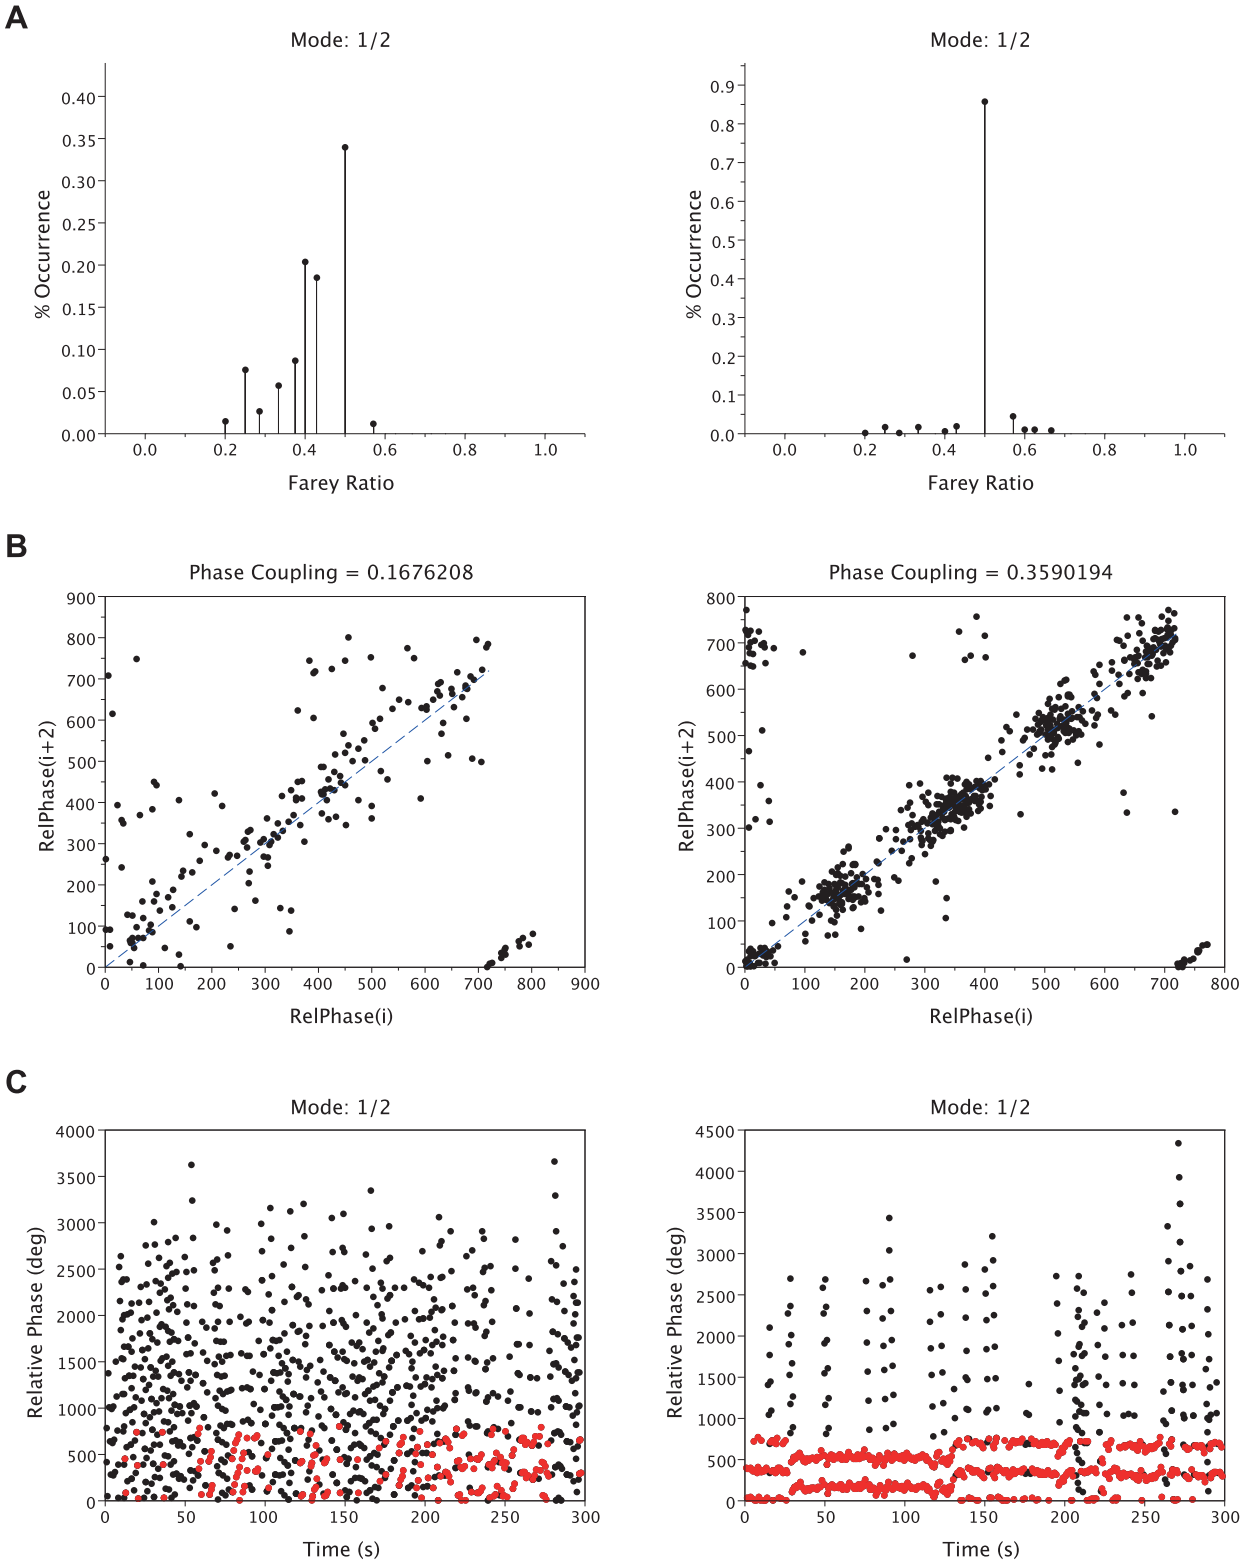 A
Mode: 1/2
Mode: 1/2
% Occurrence
0.40
0.35
0.30
0.25
0.20
0.15
0.10
0.05
0.00
0.0 0.2 0.4 0.6 0.8 1.0
Farey Ratio
% Occurrence
0.9
0.8
0.7
0.6
0.5
0.4
0.3
0.2
0.1
0.0
0.0 0.2 0.4 0.6 0.8 1.0
Farey Ratio
B
Phase Coupling = 0.1676208
Phase Coupling = 0.3590194
RelPhase(i+2)
900
800
700
600
500
400
300
200
100
0
0 100 200 300 400 500 600 700 800 900
RelPhase(i)
RelPhase(i+2)
800
700
600
500
400
300
200
100
0
0 100 200 300 400 500 600 700 800
RelPhase(i)
C
Mode: 1/2
Mode: 1/2
Relative Phase (deg)
4000
3500
3000
2500
2000
1500
1000
500
0
0 50 100 150 200 250 300
Time (s)
Relative Phase (deg)
4500
4000
3500
3000
2500
2000
1500
1000
500
0
0 50 100 150 200 250 300
Time (s)